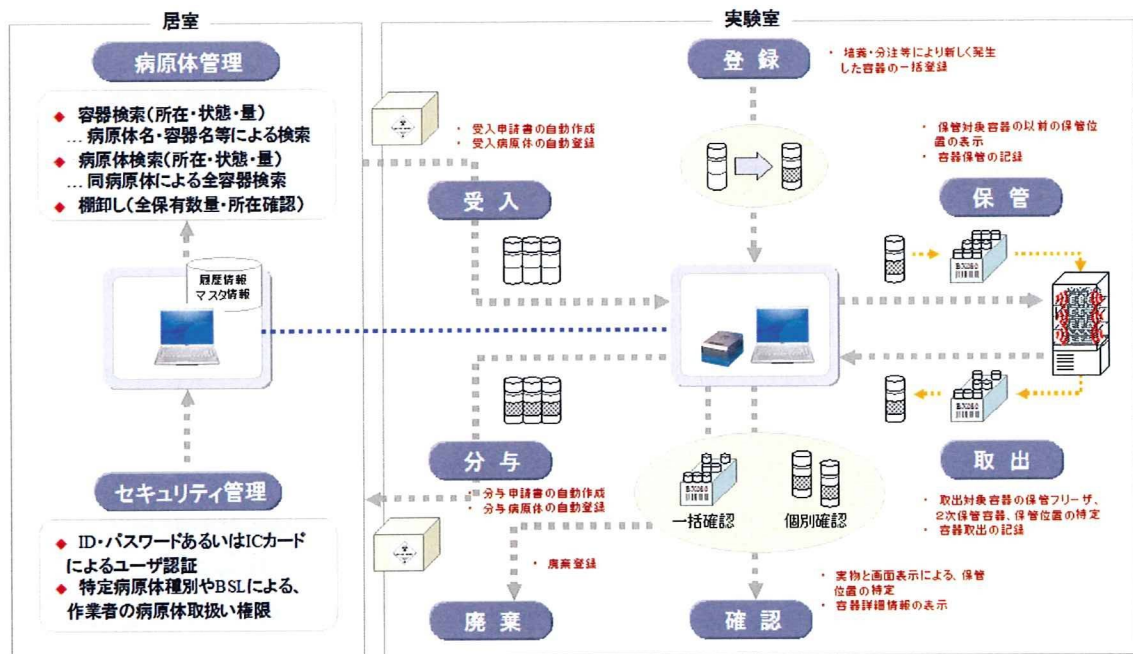 居室
病原体管理
◆ 容器検索(所在・状態・量)
… 病原体名・容器名等による検索
◆ 病原体検索(所在・状態・量)
… 同病原体による全容器検索
◆ 棚卸し(全保有数量・所在確認)
履歴情報
マスタ情報
セキュリティ管理
◆ ID・パスワードあるいはICカード
によるユーザ認証
◆ 特定病原体種別やBSLによる、
作業者の病原体取扱い権限
実験室
登録
・ 培養・分注等により新しく発生
した容器の一括登録
・ 受入申請書の自動作成
・ 受入病原体の自動登録
受入
・ 保管対象容器の以前の保管位
置の表示
・ 容器保管の記録
保管
分与
・ 分与申請書の自動作成
・ 分与病原体の自動登録
一括確認
個別確認
取出
・ 取出対象容器の保管フリーザ、
2次保管容器、保管位置の特定
・ 容器取出の記録
・ 廃棄登録
廃棄
・ 実物と画面表示による、保管
位置の特定
・ 容器詳細情報の表示
確認